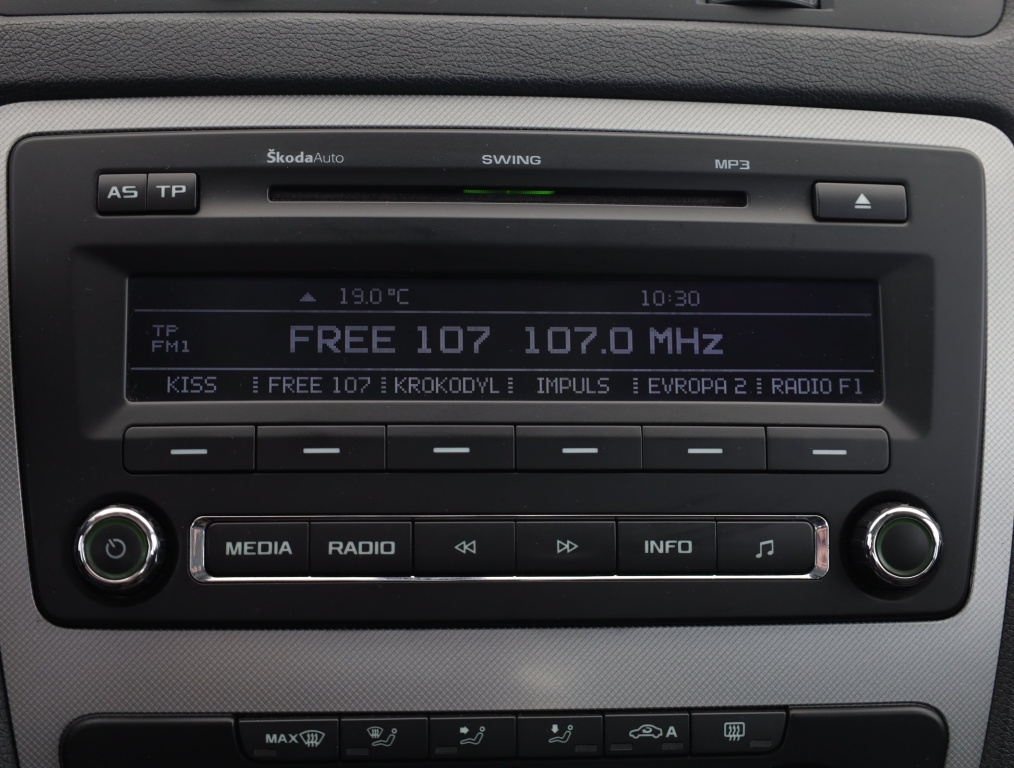 ŠkodaAuto SWING MP3
AS TP
19.0°C 10:30
TP
FM1
FREE 107 107.0 MHz
KISS FREE 107 KROKODYL IMPULS EVROPA 2 RADIO F1
MEDIA RADIO INFO
MAX A